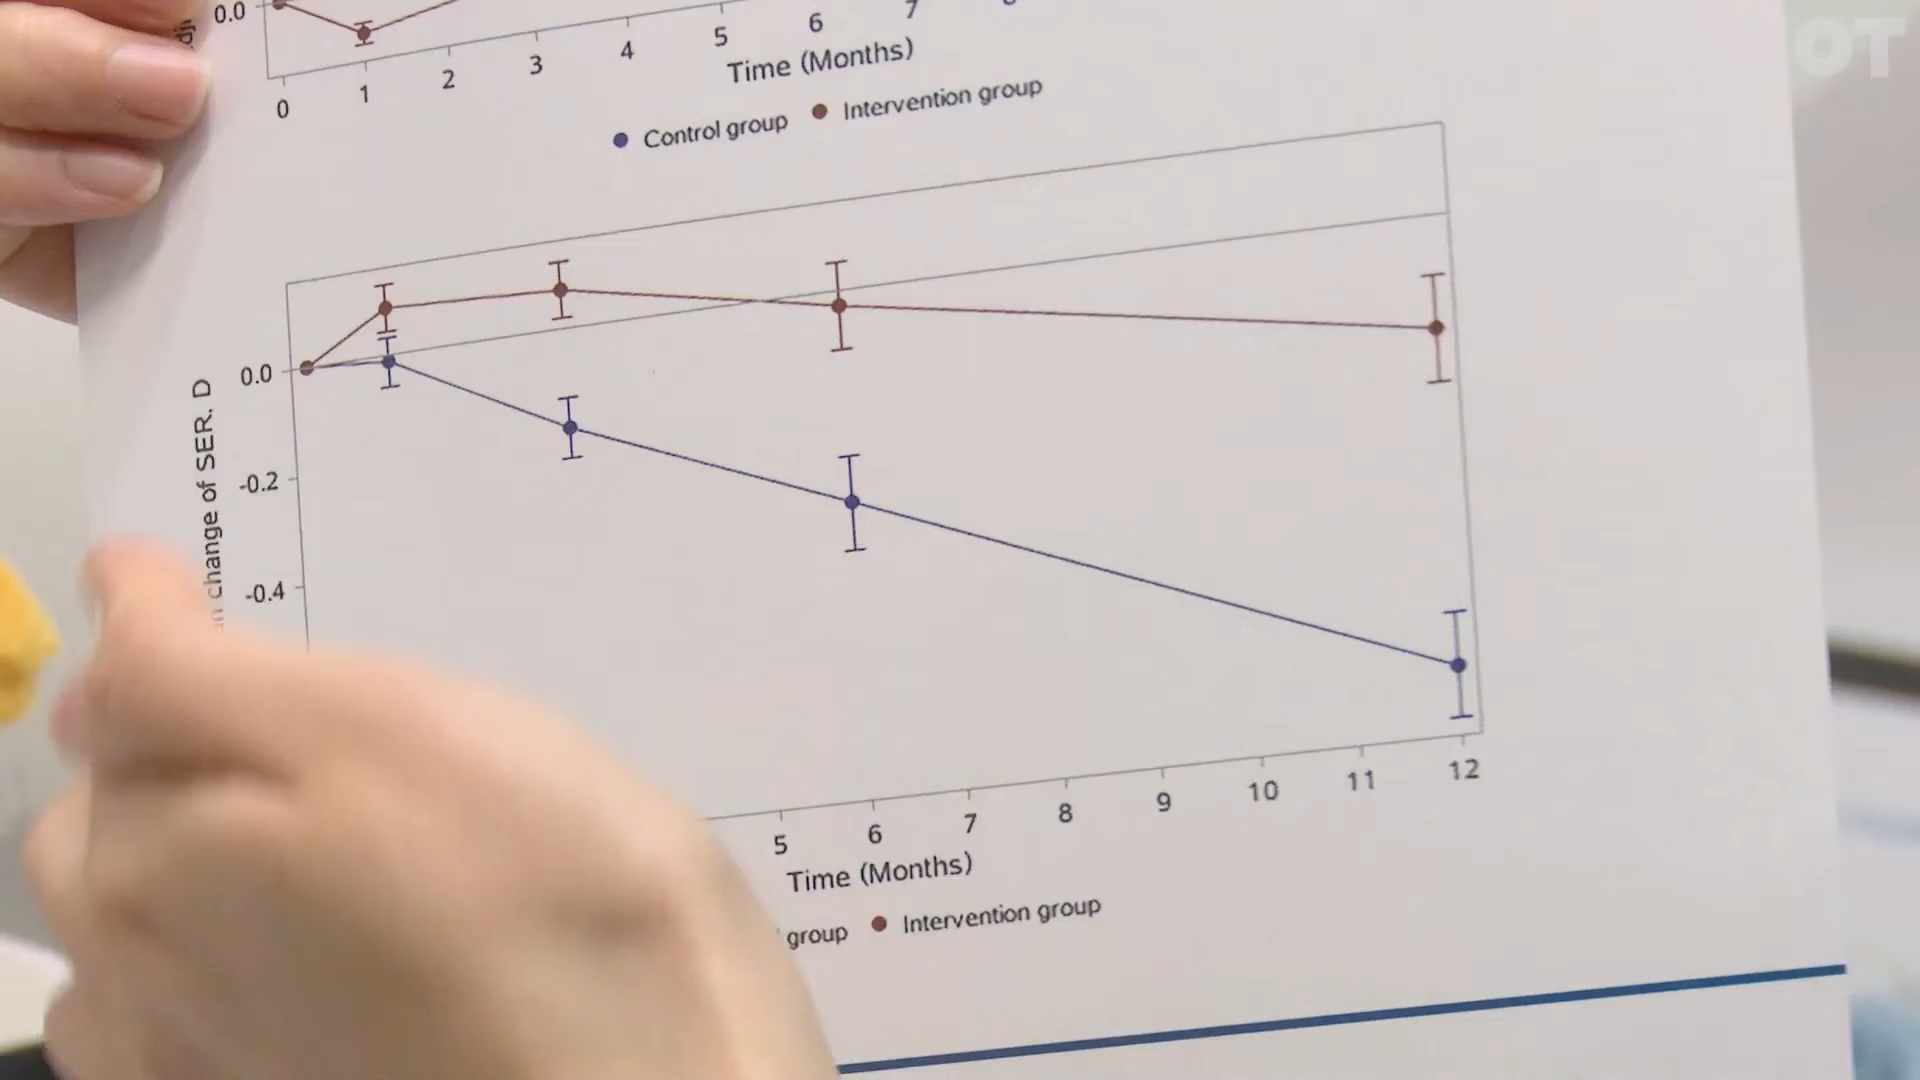 OT
0.0
0 1 2 3 4 5 6 7
Time (Months)
Control group Intervention group
0.0
-0.2
-0.4
change of SER, D
5 6 7 8 9 10 11 12
Time (Months)
group Intervention group